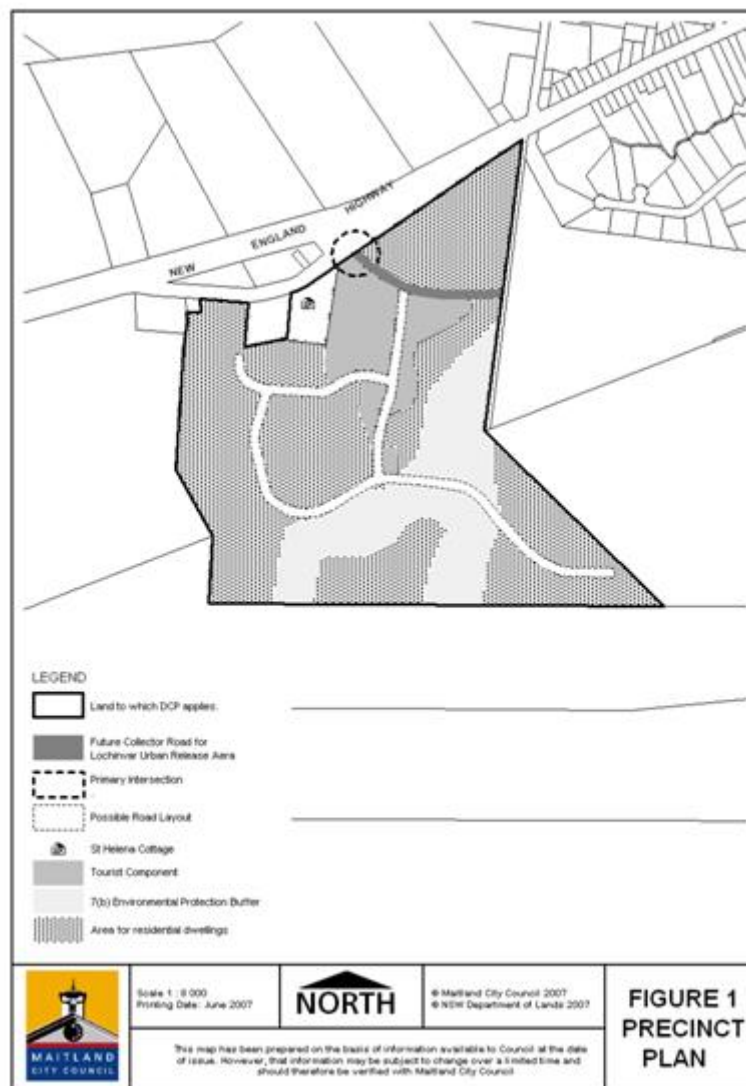 NEW ENGLAND HIGHWAY
LEGEND
Land to which DCP applies.
Future Collector Road for
Lochinvar Urban Release Aera
Primary Intersection
Possible Road Layout
St Helena Cottage
Tourist Component
7(b) Environmental Protection Buffer
Area for residential dwellings
MAITLAND
CITY COUNCIL
Scale 1 : 8 000
Printing Date: June 2007
NORTH
© Maitland City Council 2007
© NSW Department of Lands 2007
This map has been prepared on the basis of information available to Council at the date
of issue. However, that information may be subject to change over a limited time and
should therefore be verified with Maitland City Council
FIGURE 1
PRECINCT
PLAN